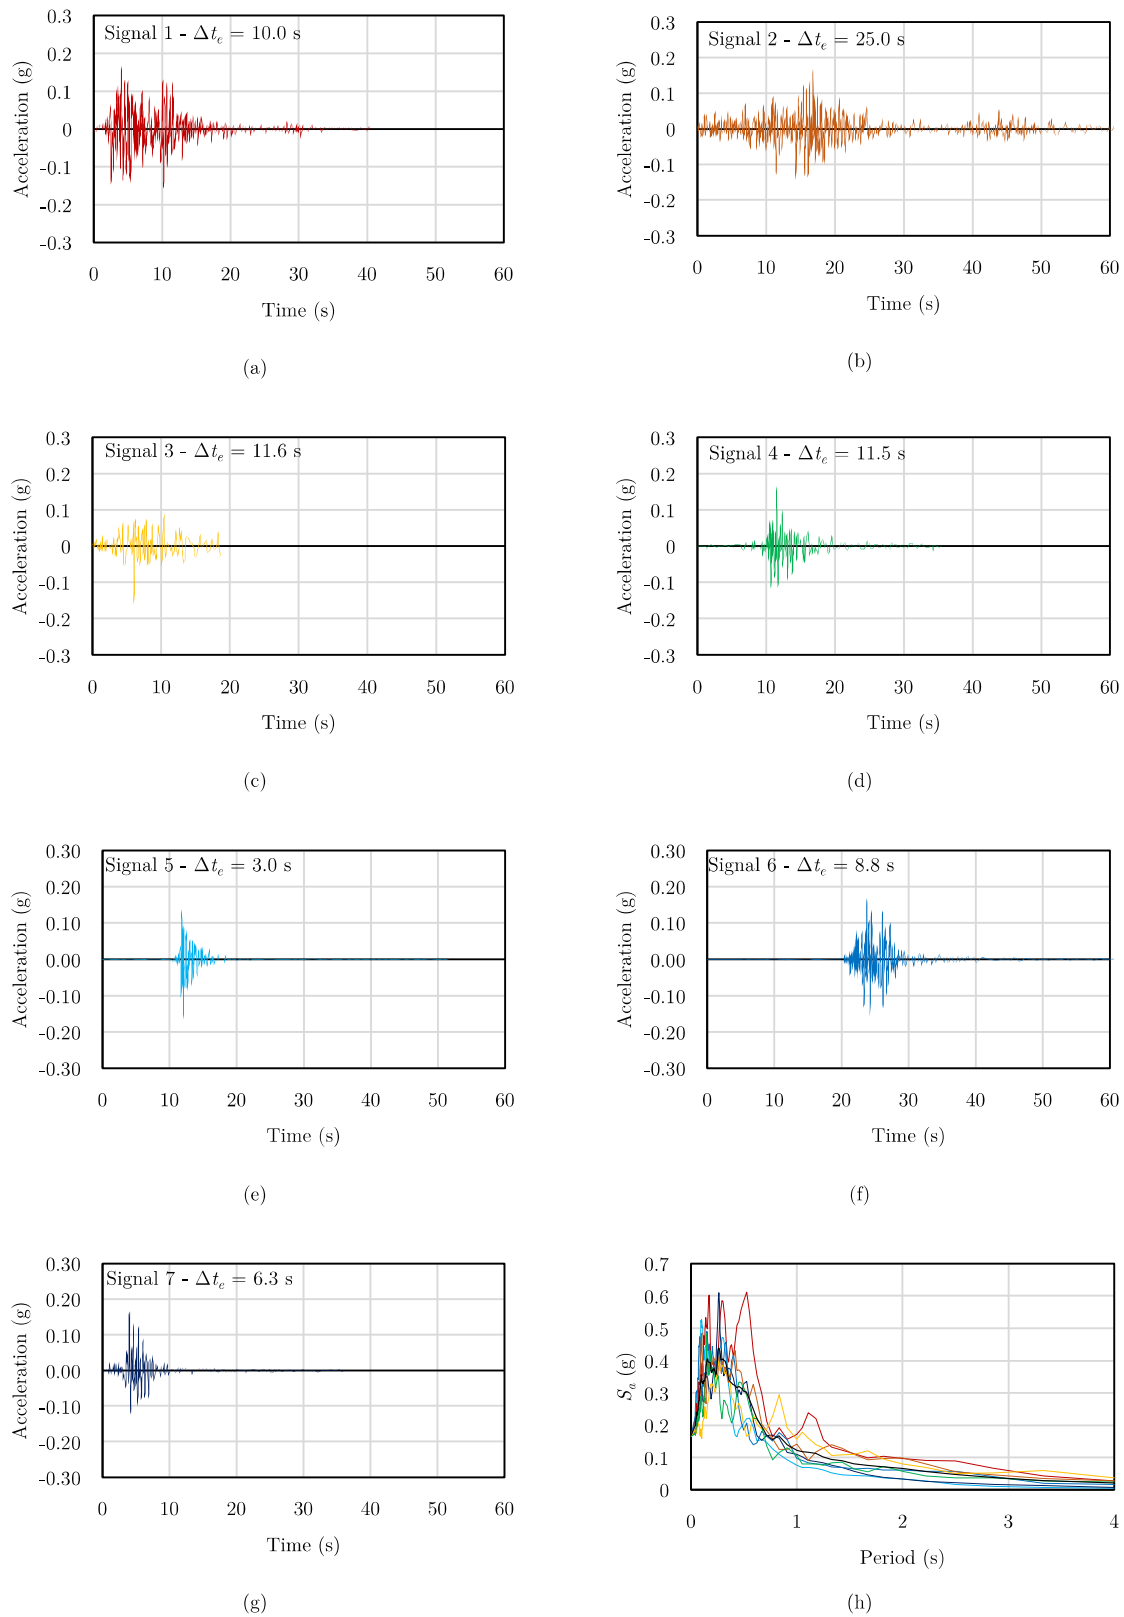 Signal 1 - Δt_e = 10.0 s
Acceleration (g)
0.3
0.2
0.1
0
-0.1
-0.2
-0.3
0 10 20 30 40 50 60
Time (s)
(a)
Signal 2 - Δt_e = 25.0 s
Acceleration (g)
0.3
0.2
0.1
0
-0.1
-0.2
-0.3
0 10 20 30 40 50 60
Time (s)
(b)
Signal 3 - Δt_e = 11.6 s
Acceleration (g)
0.3
0.2
0.1
0
-0.1
-0.2
-0.3
0 10 20 30 40 50 60
Time (s)
(c)
Signal 4 - Δt_e = 11.5 s
Acceleration (g)
0.3
0.2
0.1
0
-0.1
-0.2
-0.3
0 10 20 30 40 50 60
Time (s)
(d)
Signal 5 - Δt_e = 3.0 s
Acceleration (g)
0.30
0.20
0.10
0.00
-0.10
-0.20
-0.30
0 10 20 30 40 50 60
Time (s)
(e)
Signal 6 - Δt_e = 8.8 s
Acceleration (g)
0.30
0.20
0.10
0.00
-0.10
-0.20
-0.30
0 10 20 30 40 50 60
Time (s)
(f)
Signal 7 - Δt_e = 6.3 s
Acceleration (g)
0.30
0.20
0.10
0.00
-0.10
-0.20
-0.30
0 10 20 30 40 50 60
Time (s)
(g)
S_a (g)
0.7
0.6
0.5
0.4
0.3
0.2
0.1
0
0 1 2 3 4
Period (s)
(h)